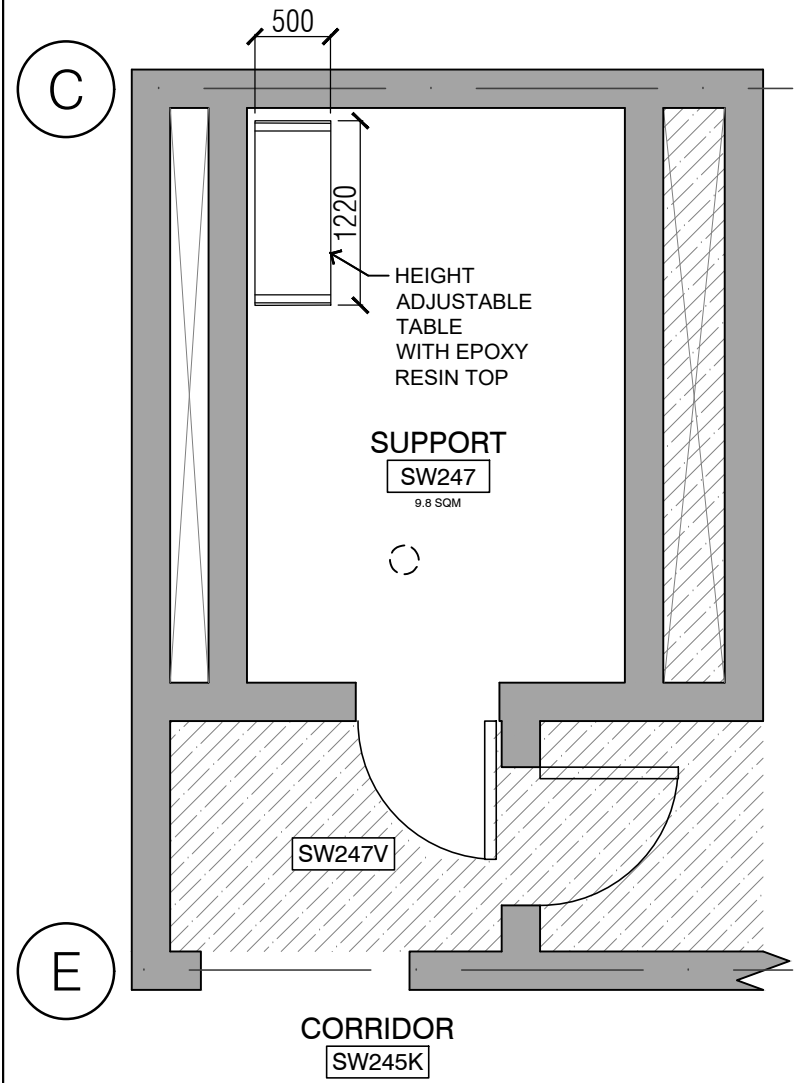 500
C
1220
HEIGHT
ADJUSTABLE
TABLE
WITH EPOXY
RESIN TOP
SUPPORT
SW247
9.8 SQM
SW247V
E
CORRIDOR
SW245K